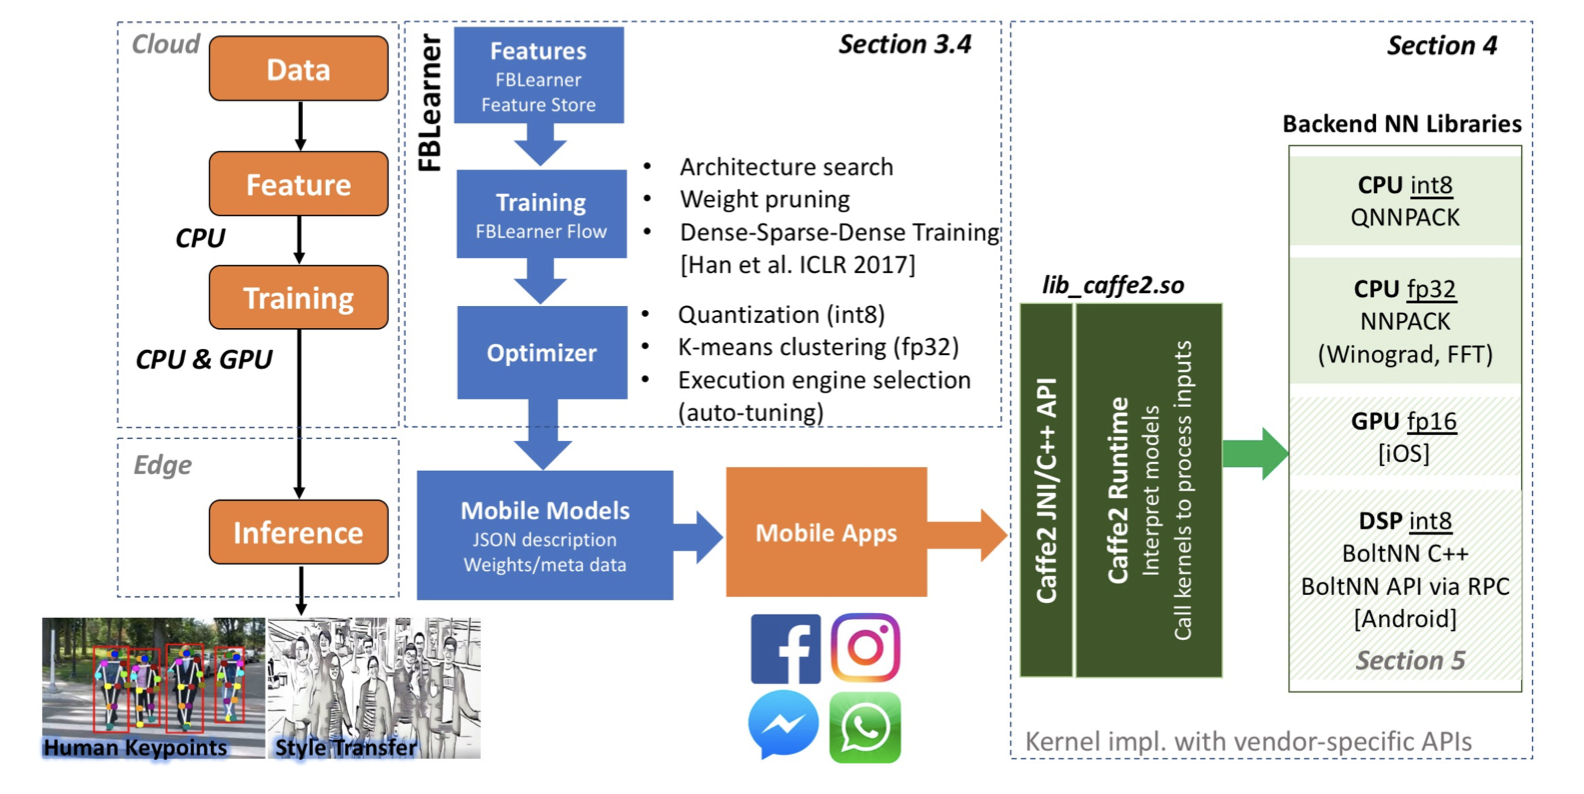 Cloud
Data
Feature
CPU
Training
CPU & GPU
Edge
Inference
Human Keypoints
Style Transfer
FBLearner
Section 3.4
Features
FBLearner
Feature Store
Training
FBLearner Flow
• Architecture search
• Weight pruning
• Dense-Sparse-Dense Training
[Han et al. ICLR 2017]
Optimizer
• Quantization (int8)
• K-means clustering (fp32)
• Execution engine selection
(auto-tuning)
Mobile Models
JSON description
Weights/meta data
Mobile Apps
Section 4
lib_caffe2.so
Caffe2 JNI/C++ API
Caffe2 Runtime
Interpret models
Call kernels to process inputs
Backend NN Libraries
CPU int8
QNNPACK
CPU fp32
NNPACK
(Winograd, FFT)
GPU fp16
[iOS]
DSP int8
BoltNN C++
BoltNN API via RPC
[Android]
Section 5
Kernel impl. with vendor-specific APIs